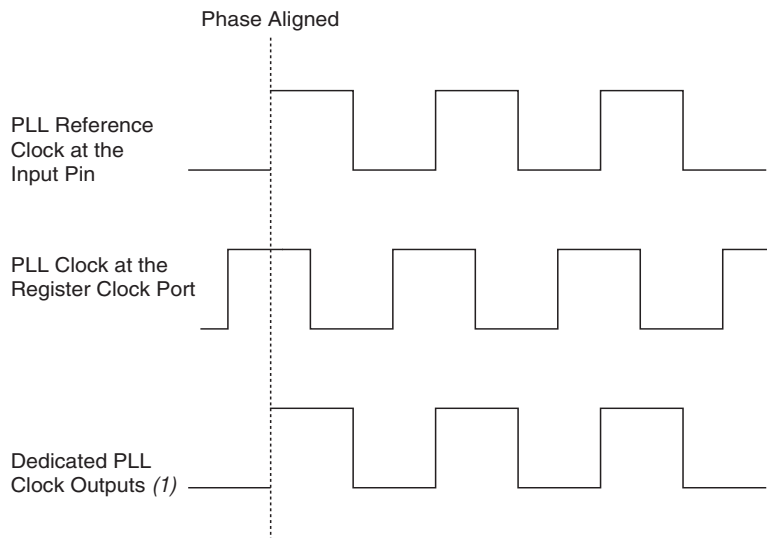 Phase Aligned
PLL Reference
Clock at the
Input Pin
PLL Clock at the
Register Clock Port
Dedicated PLL
Clock Outputs (1)